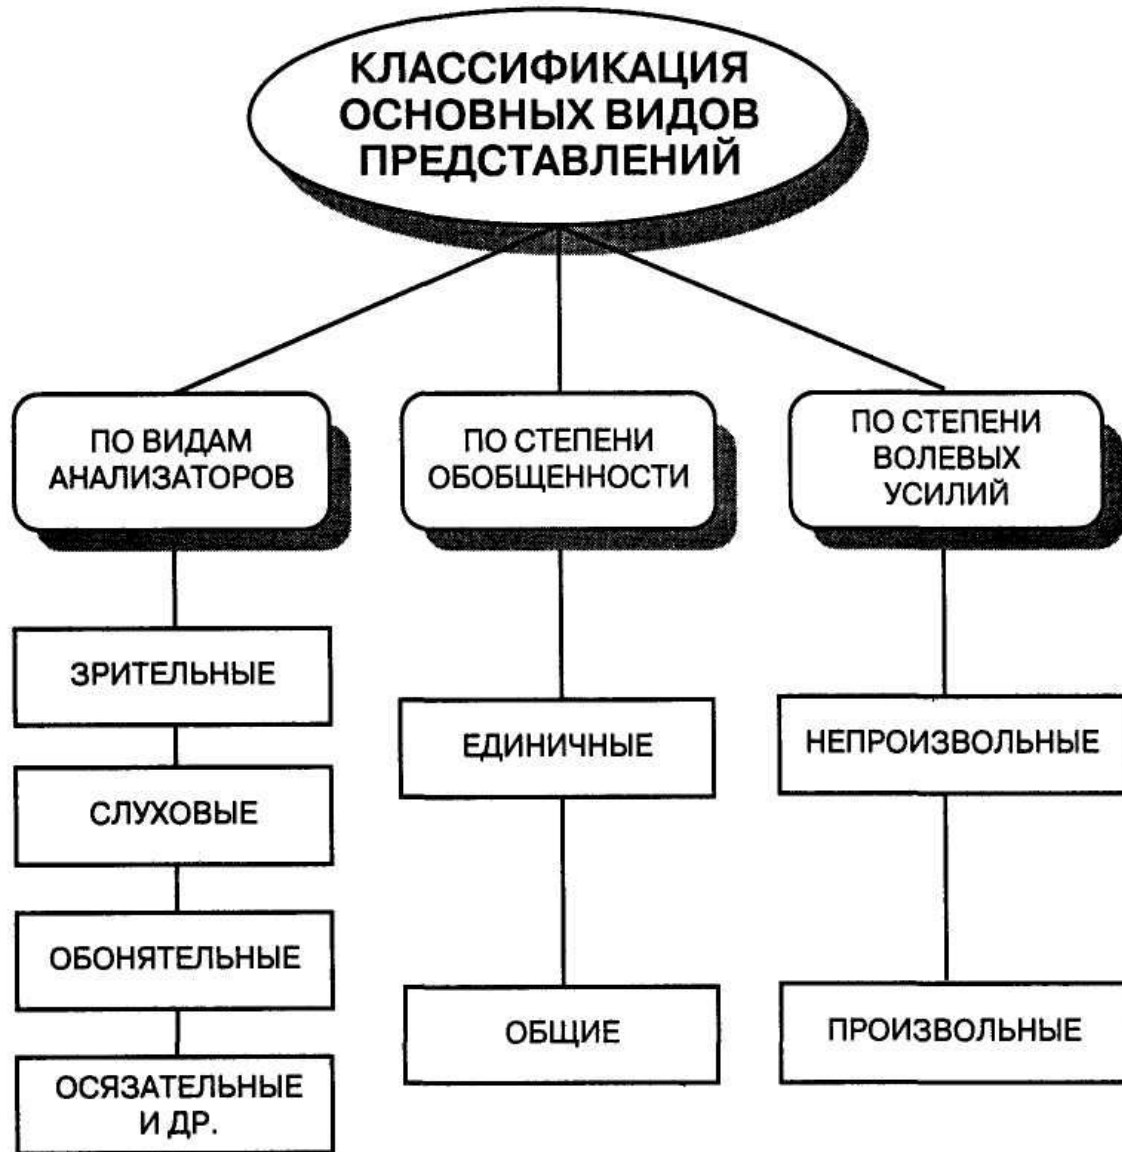 КЛАССИФИКАЦИЯ
ОСНОВНЫХ ВИДОВ
ПРЕДСТАВЛЕНИЙ
ПО ВИДАМ
АНАЛИЗАТОРОВ
ПО СТЕПЕНИ
ОБОБЩЕННОСТИ
ПО СТЕПЕНИ
ВОЛЕВЫХ
УСИЛИЙ
ЗРИТЕЛЬНЫЕ
СЛУХОВЫЕ
ОБОНЯТЕЛЬНЫЕ
ОСЯЗАТЕЛЬНЫЕ
И ДР.
ЕДИНИЧНЫЕ
ОБЩИЕ
НЕПРОИЗВОЛЬНЫЕ
ПРОИЗВОЛЬНЫЕ